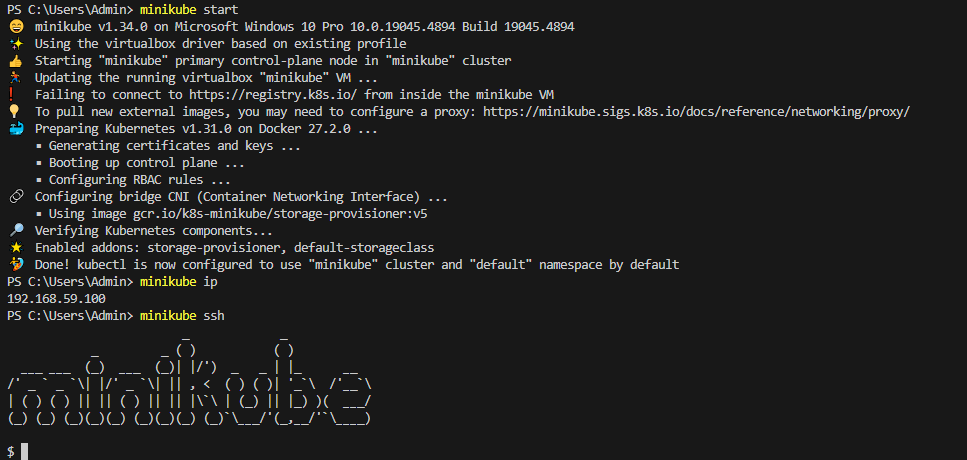 PS C:\Users\Admin> minikube start
😄  minikube v1.34.0 on Microsoft Windows 10 Pro 10.0.19045.4894 Build 19045.4894
✨  Using the virtualbox driver based on existing profile
👍  Starting "minikube" primary control-plane node in "minikube" cluster
🏃  Updating the running virtualbox "minikube" VM ...
❗  Failing to connect to https://registry.k8s.io/ from inside the minikube VM
💡  To pull new external images, you may need to configure a proxy: https://minikube.sigs.k8s.io/docs/reference/networking/proxy/
🐳  Preparing Kubernetes v1.31.0 on Docker 27.2.0 ...
    ▪ Generating certificates and keys ...
    ▪ Booting up control plane ...
    ▪ Configuring RBAC rules ...
🔗  Configuring bridge CNI (Container Networking Interface) ...
    ▪ Using image gcr.io/k8s-minikube/storage-provisioner:v5
🔎  Verifying Kubernetes components...
🌟  Enabled addons: storage-provisioner, default-storageclass
🏄  Done! kubectl is now configured to use "minikube" cluster and "default" namespace by default
PS C:\Users\Admin> minikube ip
192.168.59.100
PS C:\Users\Admin> minikube ssh
                         _             _
            _         _ ( )           ( )
  ___ ___  (_)  ___  (_)| |/')  _   _ | |_      __
/' _ ` _ `\| |/' _ `\| || , <  ( ) ( )| '_`\  /'__`\
| ( ) ( ) || || ( ) || || |\`\ | (_) || |_) )(  ___/
(_) (_) (_)(_)(_) (_)(_)(_) (_)`\___/'(_,__/'`\____)

$